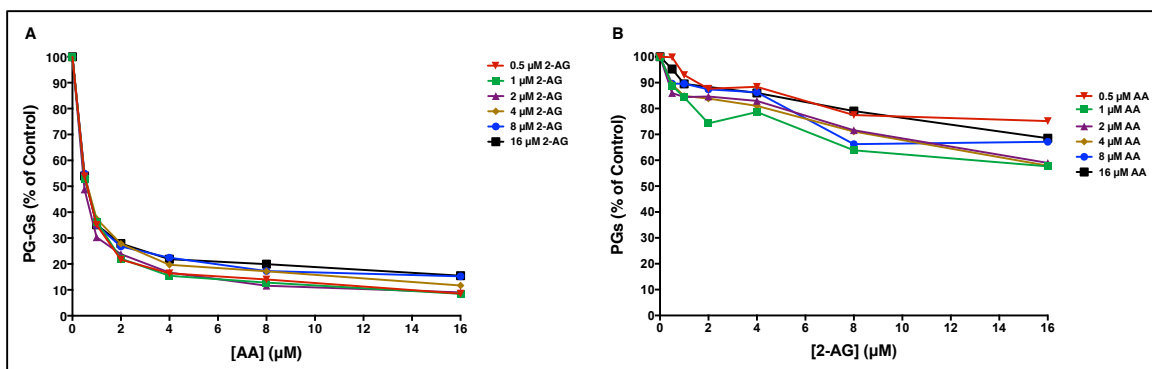 A
PG-Gs (% of Control)
100
90
80
70
60
50
40
30
20
10
0
0 2 4 6 8 10 12 14 16
[AA] (µM)
0.5 µM 2-AG
1 µM 2-AG
2 µM 2-AG
4 µM 2-AG
8 µM 2-AG
16 µM 2-AG
B
PGs (% of Control)
100
90
80
70
60
50
40
30
20
10
0
0 2 4 6 8 10 12 14 16
[2-AG] (µM)
0.5 µM AA
1 µM AA
2 µM AA
4 µM AA
8 µM AA
16 µM AA